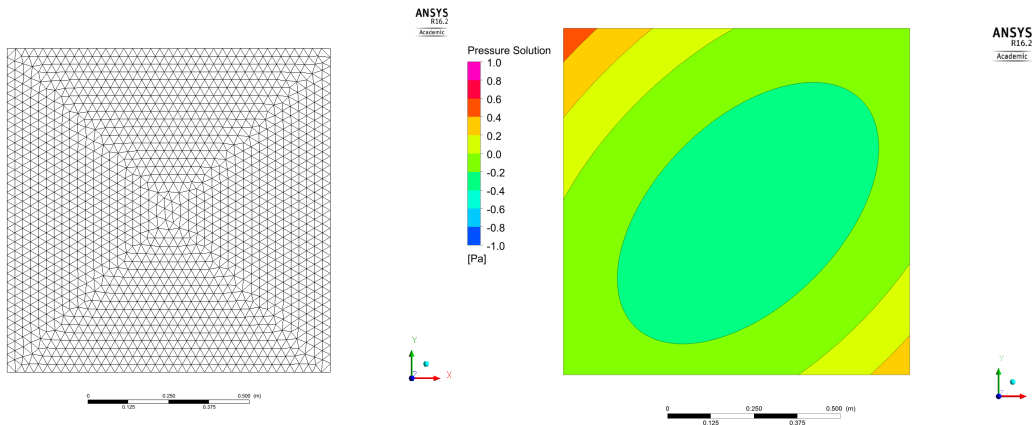 ANSYS
R16.2
Academic
Y
Z
X
0
0.250
0.500 (m)
0.125
0.375
Pressure Solution
1.0
0.8
0.6
0.4
0.2
0.0
-0.2
-0.4
-0.6
-0.8
-1.0
[Pa]
ANSYS
R16.2
Academic
Y
0
0.250
0.500 (m)
0.125
0.375